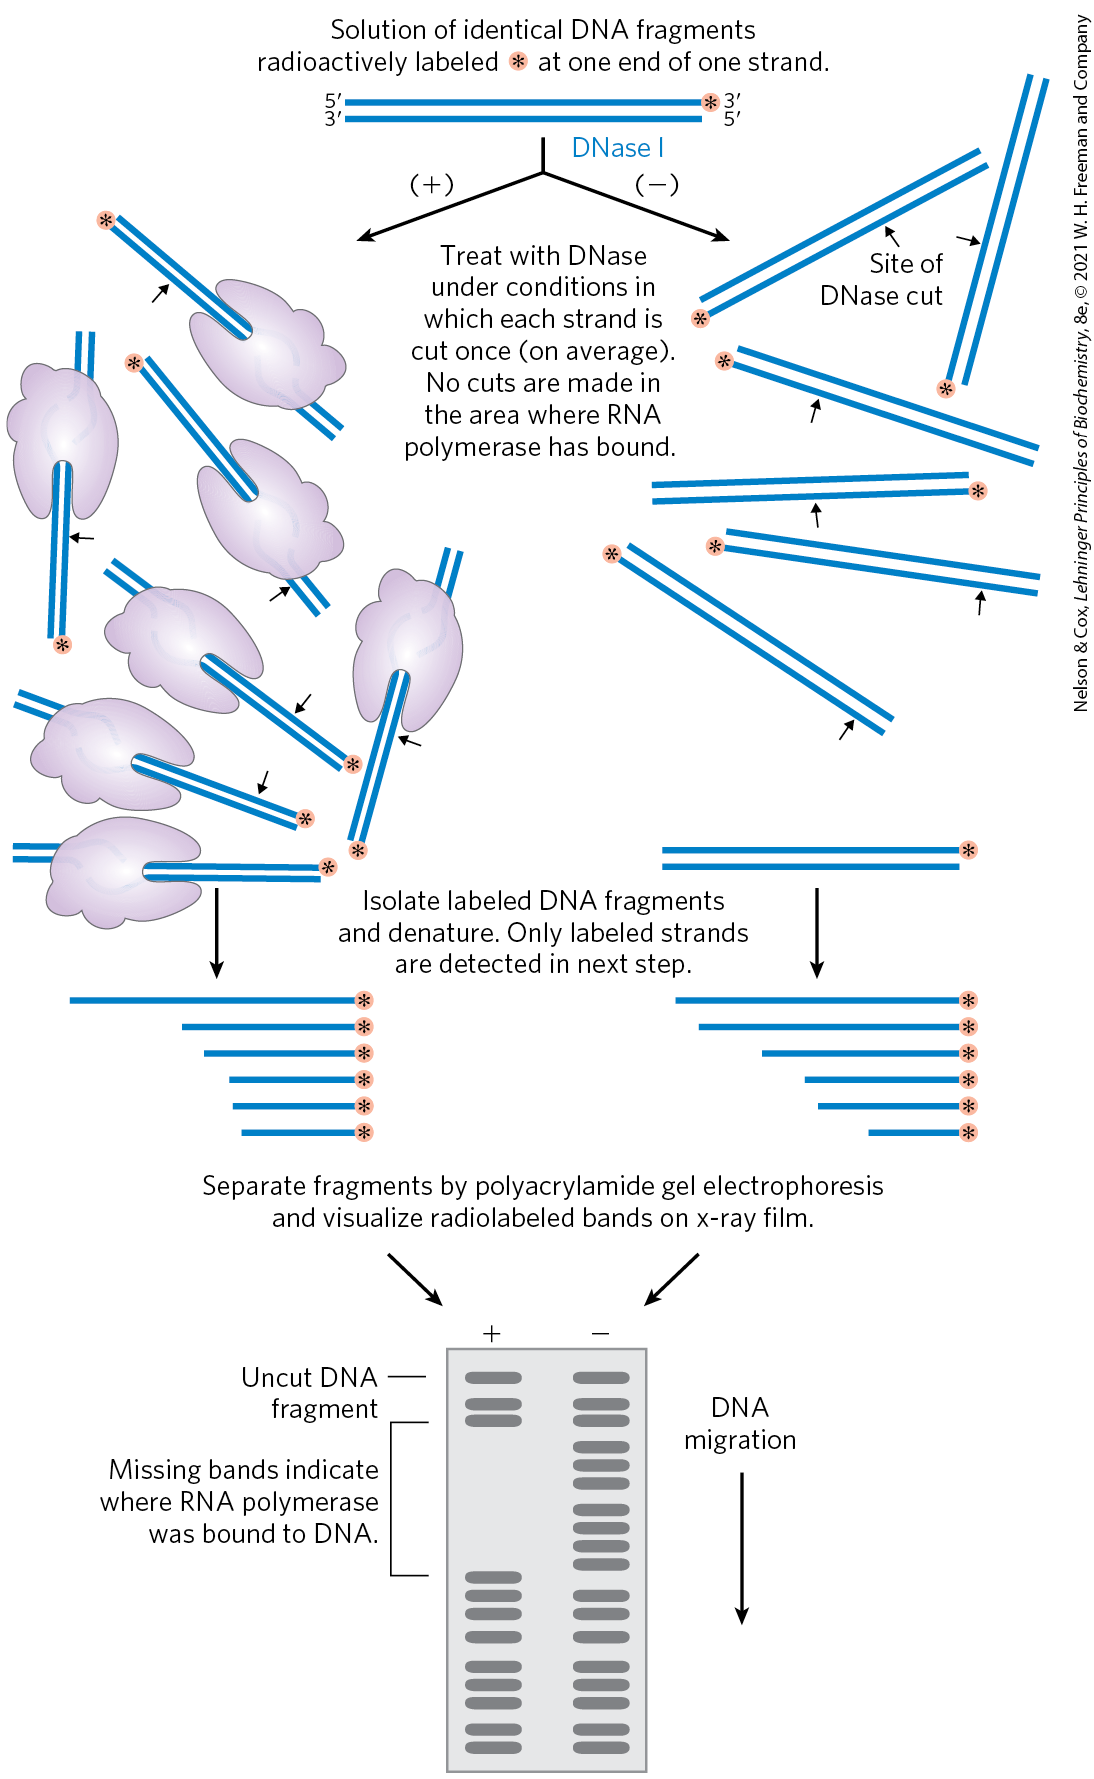 Solution of identical DNA fragments
radioactively labeled * at one end of one strand.
5′ * 3′
3′ 5′
DNase I
(+) (−)
Treat with DNase
under conditions in
which each strand is
cut once (on average).
No cuts are made in
the area where RNA
polymerase has bound.
Site of
DNase cut
Isolate labeled DNA fragments
and denature. Only labeled strands
are detected in next step.
Separate fragments by polyacrylamide gel electrophoresis
and visualize radiolabeled bands on x-ray film.
+ −
Uncut DNA
fragment
Missing bands indicate
where RNA polymerase
was bound to DNA.
DNA
migration
Nelson & Cox, Lehninger Principles of Biochemistry, 8e, © 2021 W. H. Freeman and Company